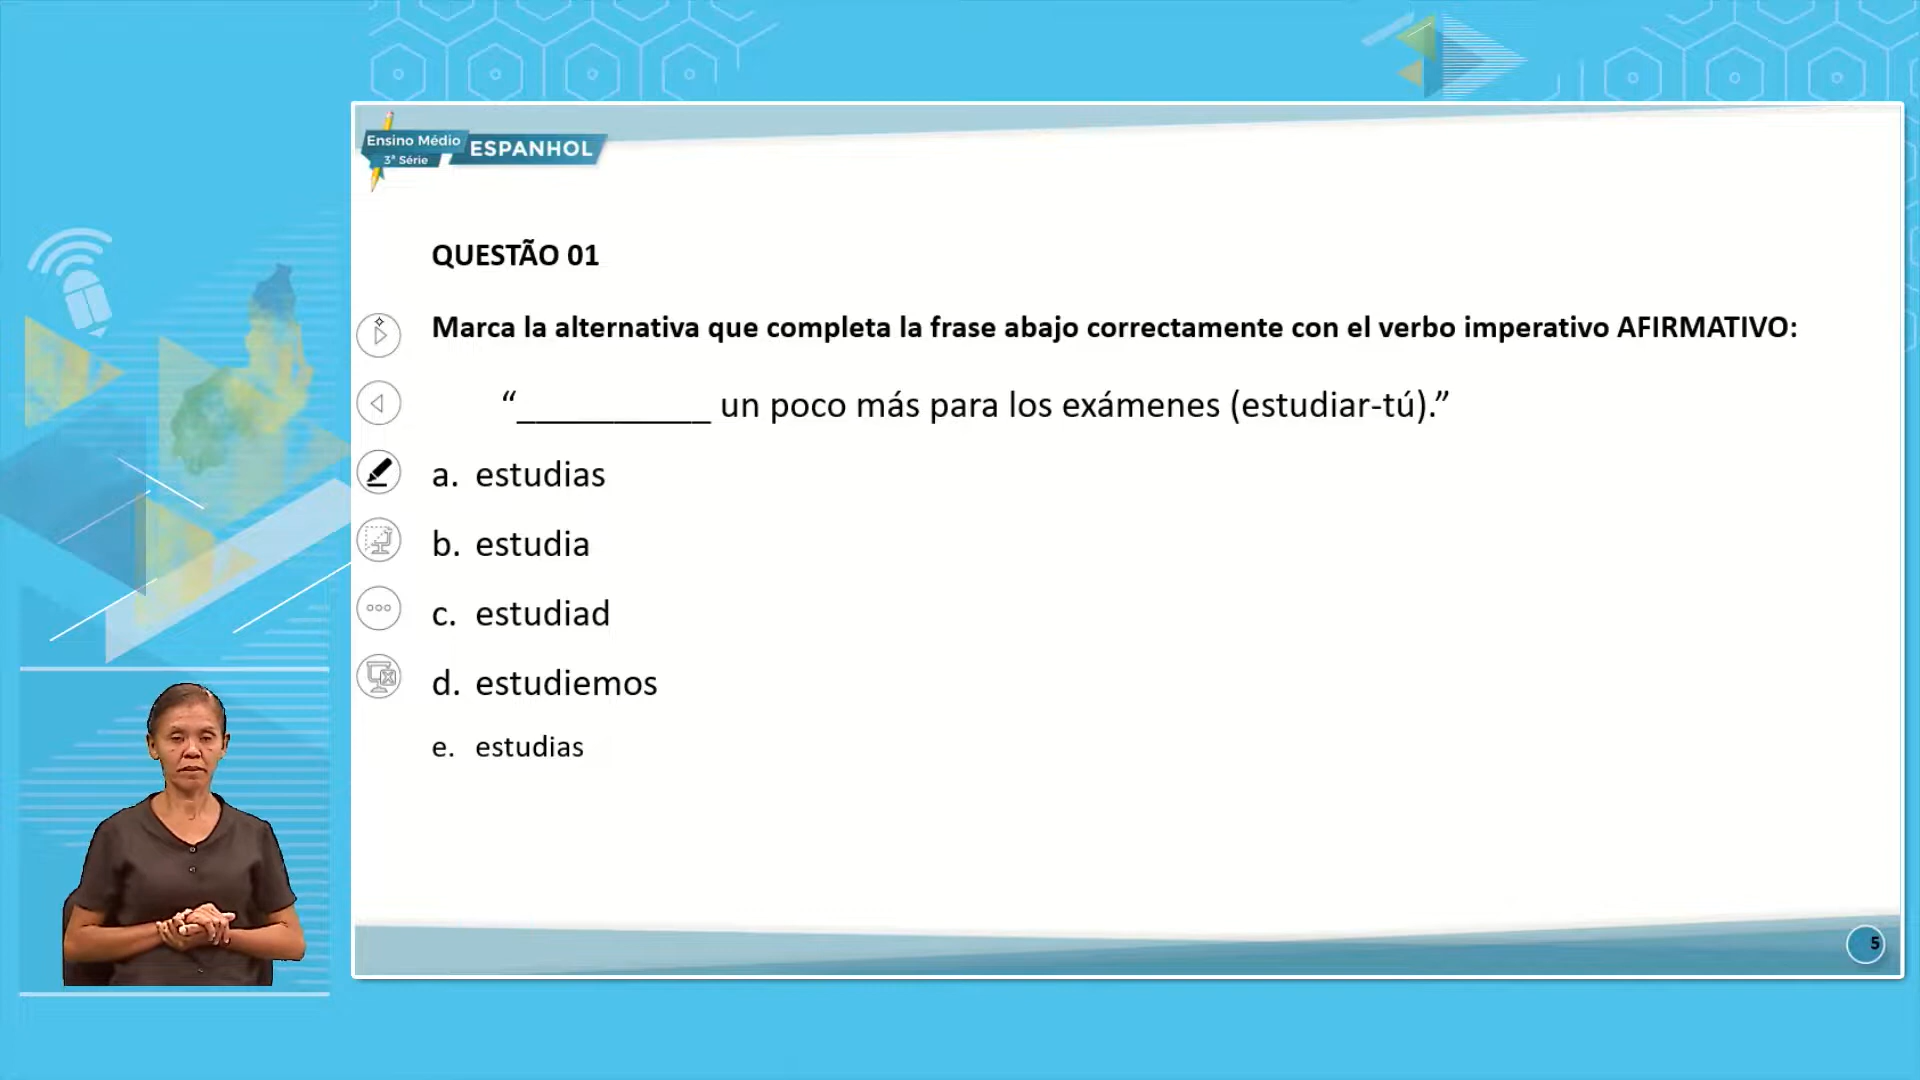 Ensino Médio
3ª Série
ESPANHOL
QUESTÃO 01
Marca la alternativa que completa la frase abajo correctamente con el verbo imperativo AFIRMATIVO:
“__________ un poco más para los exámenes (estudiar-tú).”
a. estudias
b. estudia
c. estudiad
d. estudiemos
e. estudias
5